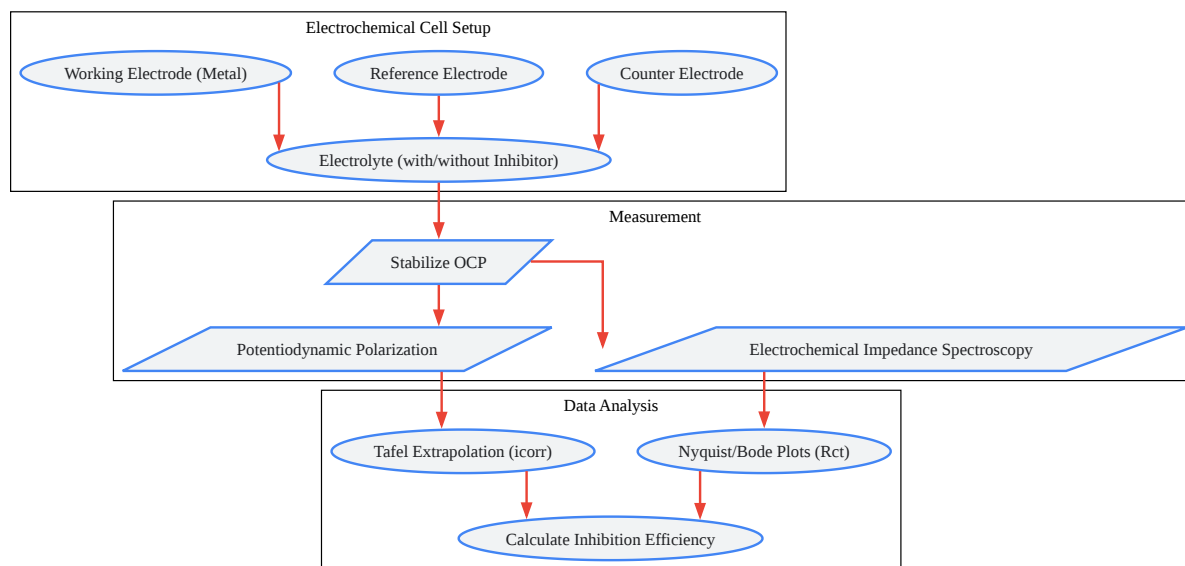 Electrochemical Cell Setup
Working Electrode (Metal)
Reference Electrode
Counter Electrode
Electrolyte (with/without Inhibitor)
Measurement
Stabilize OCP
Potentiodynamic Polarization
Electrochemical Impedance Spectroscopy
Data Analysis
Tafel Extrapolation (icorr)
Nyquist/Bode Plots (Rct)
Calculate Inhibition Efficiency